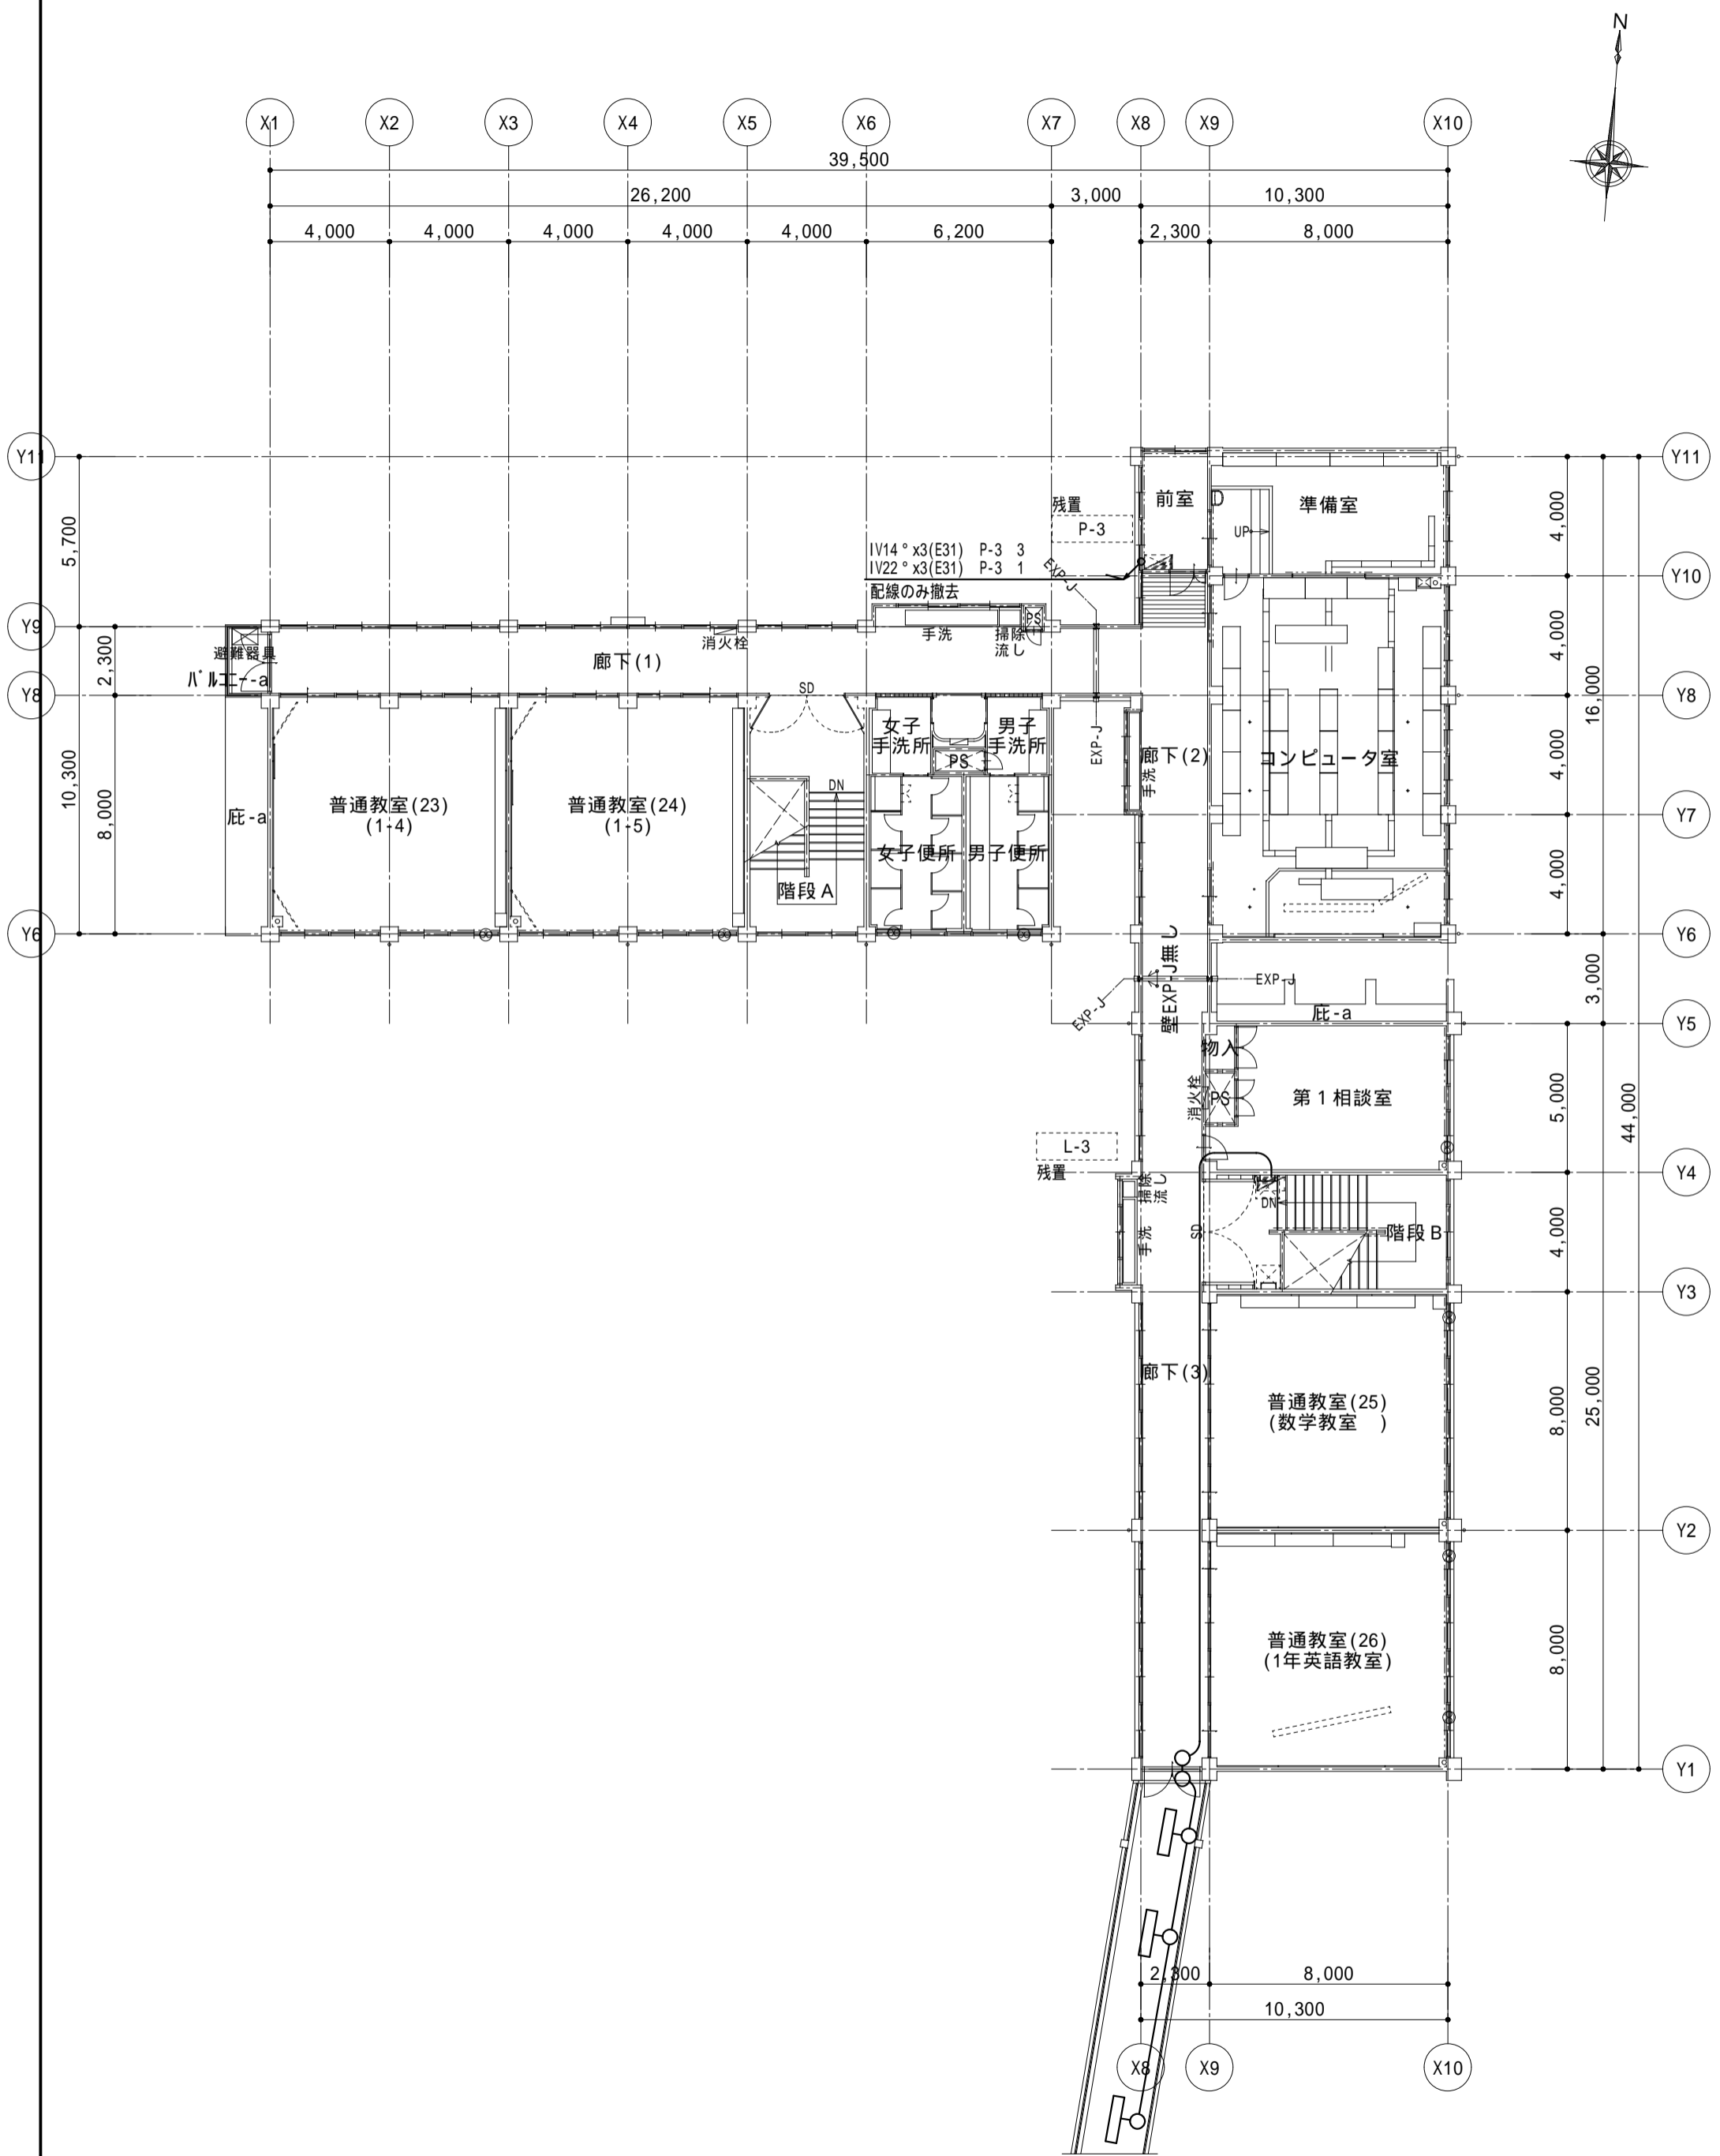 N
X1
X2
X3
X4
X5
X6
X7
X8
X9
X10
39,500
26,200
3,000
10,300
4,000
4,000
4,000
4,000
4,000
6,200
2,300
8,000
Y11
Y11
前室
準備室
残置
P-3
UP
4,000
5,700
IV14°x3(E31) P-3 3
IV22°x3(E31) P-3 1
配線のみ撤去
EXP-J
Y10
Y9
PS
手洗
掃除
流し
消火栓
避難器具
廊下(1)
バルコニー-a
2,300
4,000
Y8
Y8
SD
女子
手洗所
男子
手洗所
PS
EXP-J
廊下(2)
手洗
コンピュータ室
4,000
16,000
10,300
8,000
庇-a
普通教室(23)
(1-4)
普通教室(24)
(1-5)
DN
階段A
女子便所
男子便所
Y7
4,000
Y6
Y6
壁EXP-J無し
EXP-J
EXP-J
3,000
庇-a
Y5
物入
PS
消火栓
第1相談室
5,000
44,000
L-3
残置
Y4
掃除
流し
手洗
SD
DN
階段B
4,000
Y3
廊下(3)
普通教室(25)
(数学教室 )
8,000
25,000
Y2
普通教室(26)
(1年英語教室)
8,000
Y1
2,300
8,000
10,300
X8
X9
X10